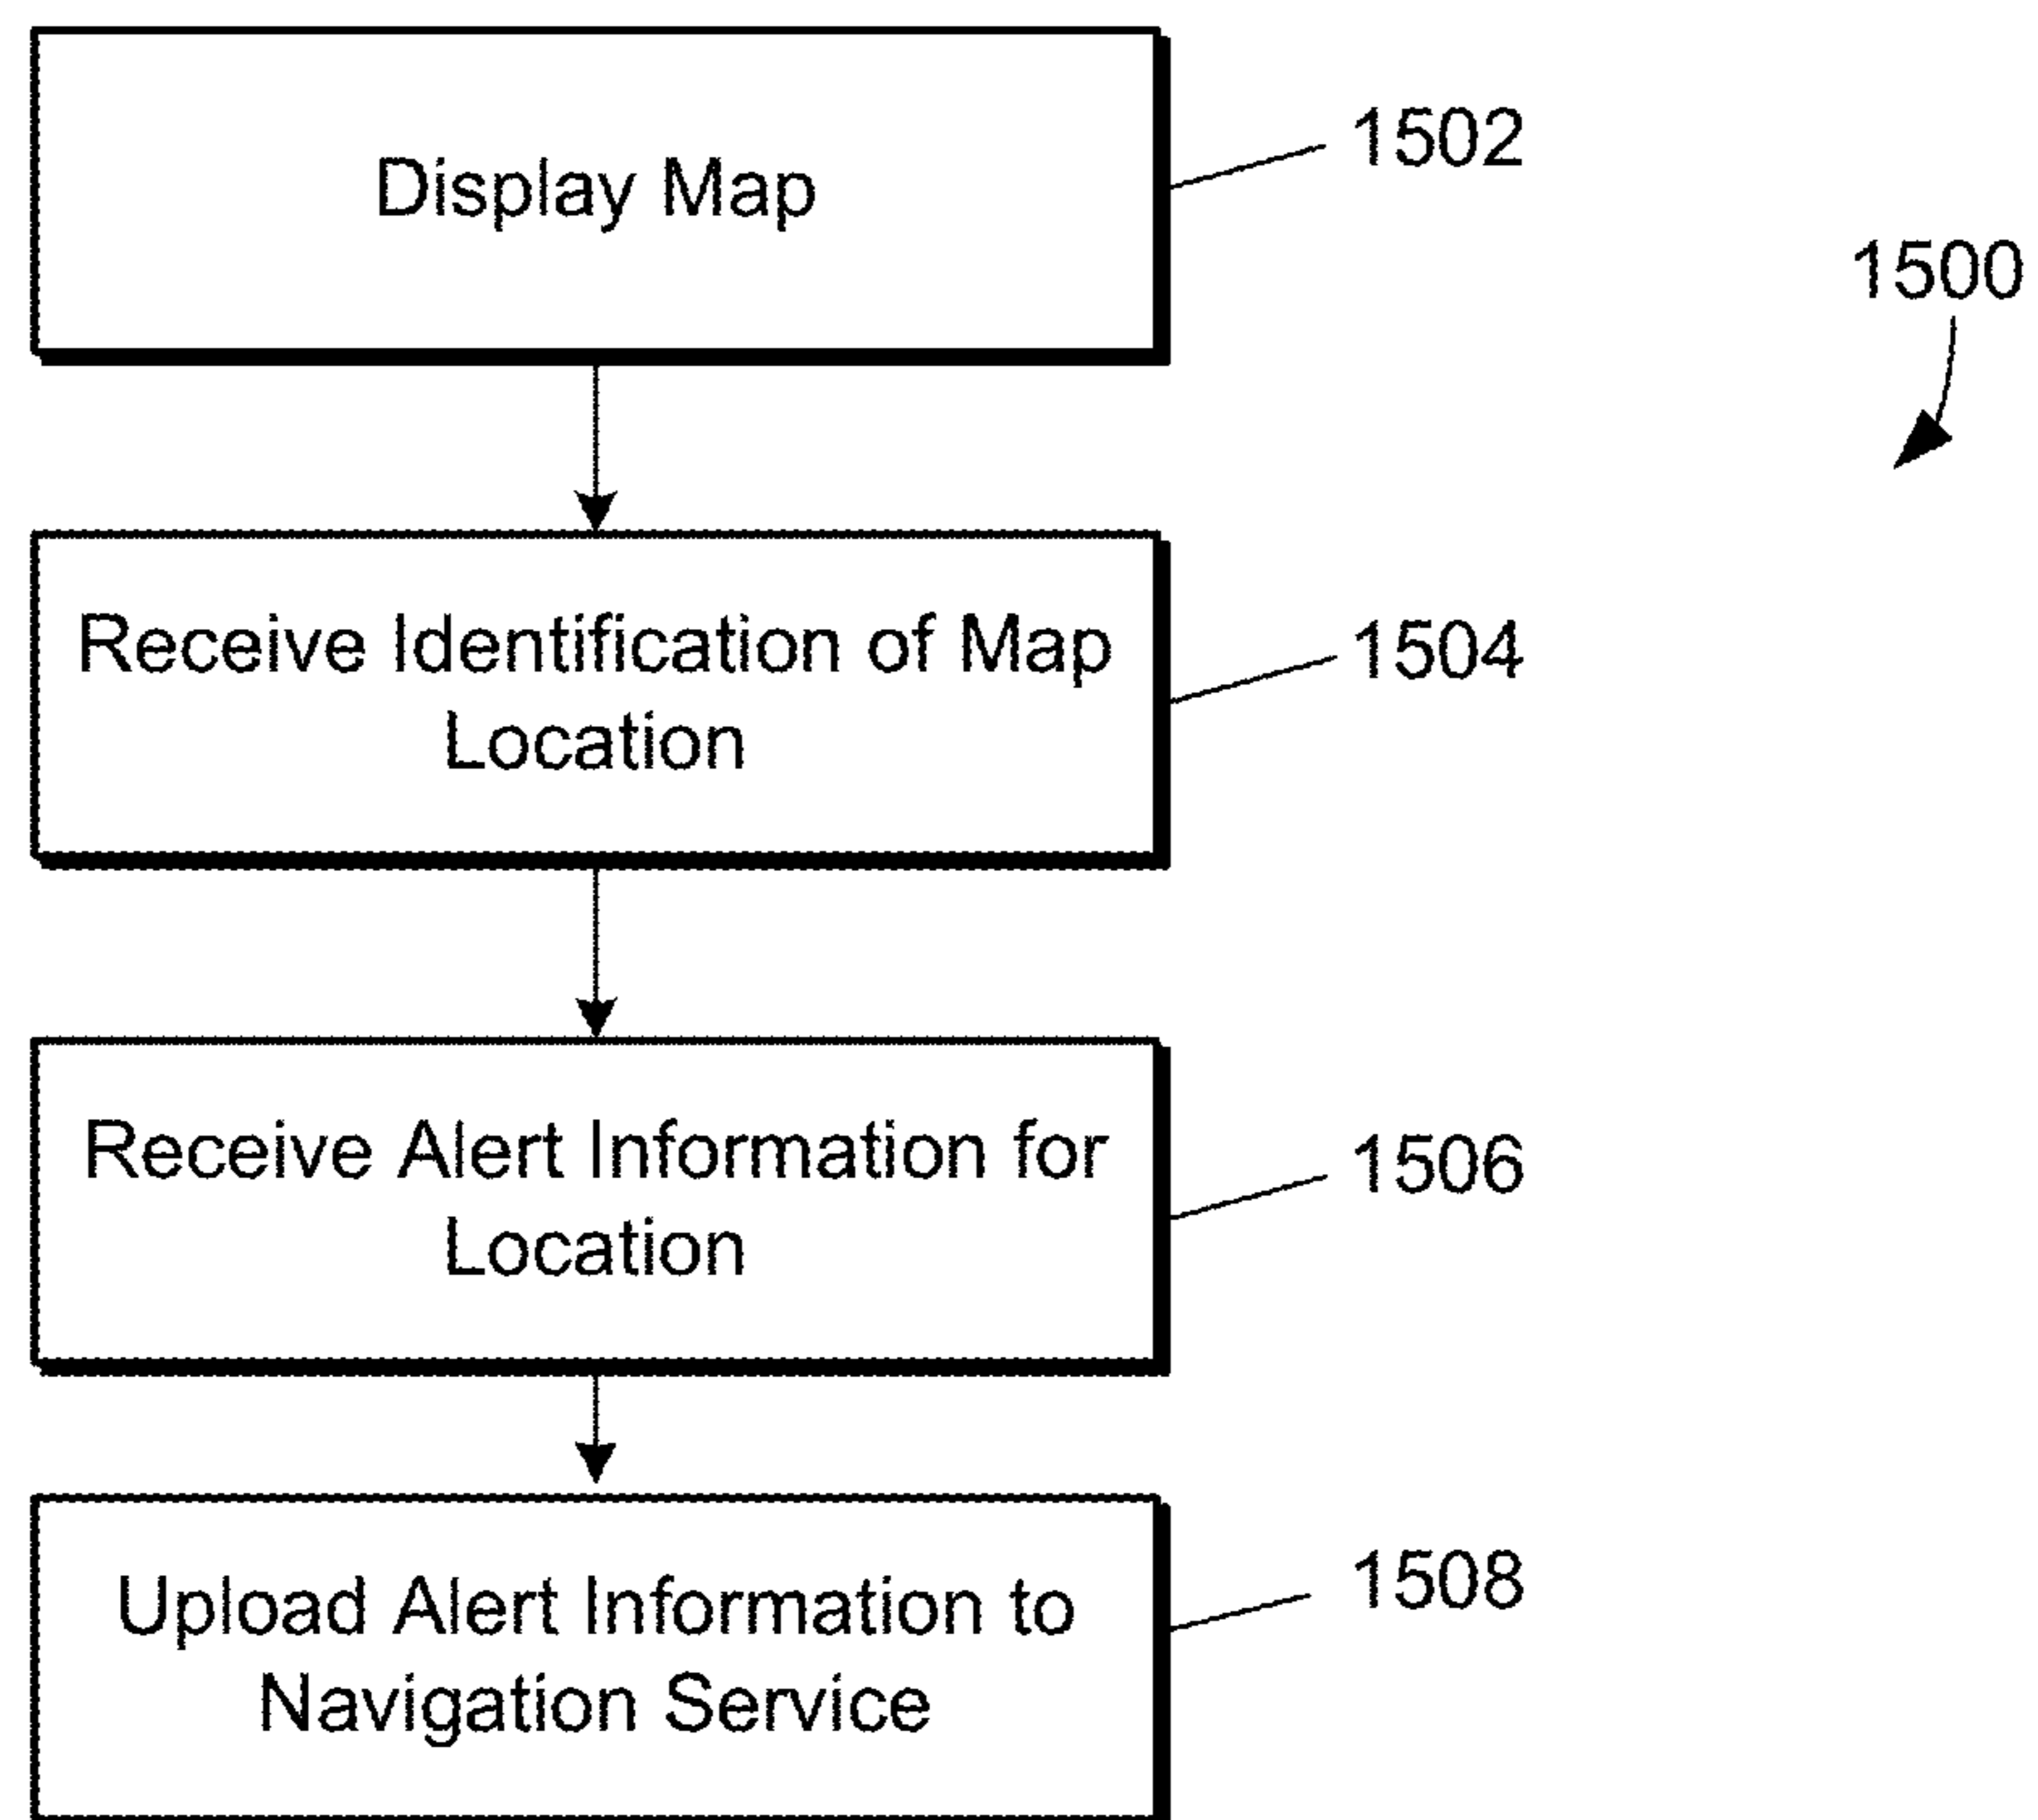 Display Map
1502
1500
Receive Identification of Map
Location
1504
Receive Alert Information for
Location
1506
Upload Alert Information to
Navigation Service
1508